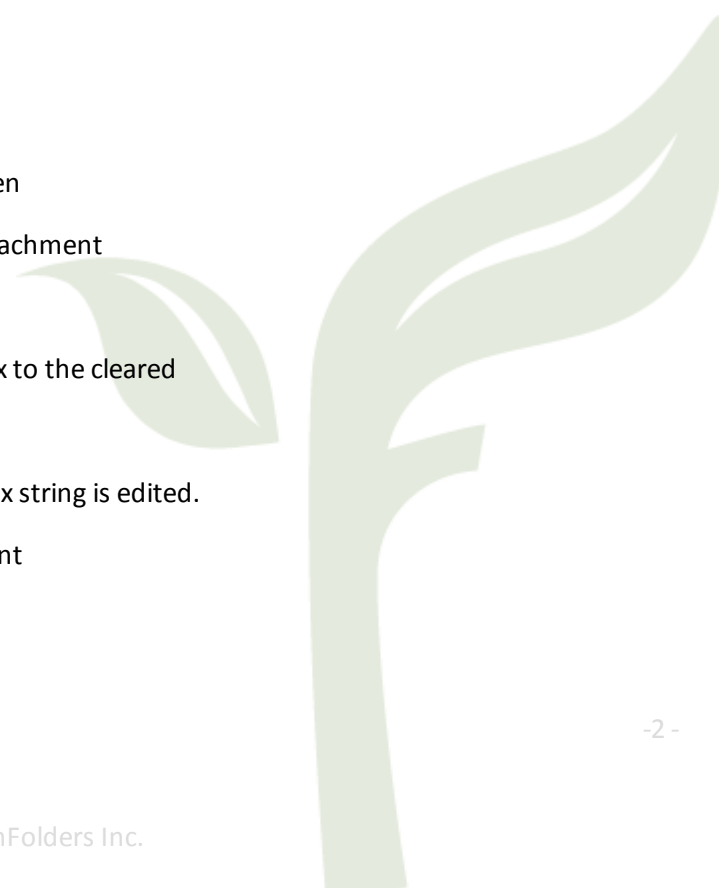 en
achment
x to the cleared
x string is edited.
nt
-2 -
nFolders Inc.